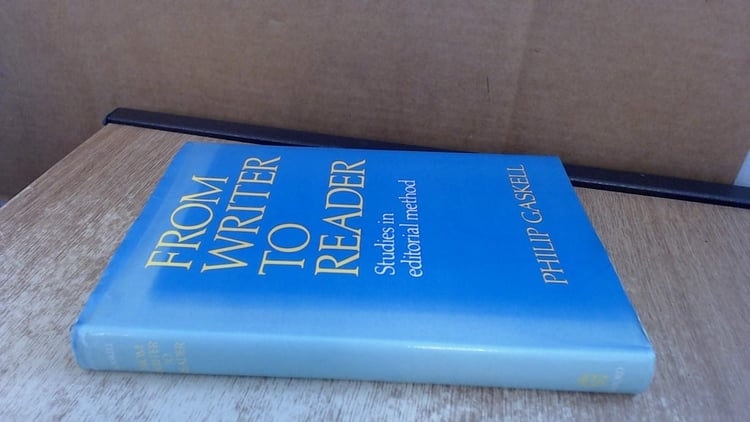 FROM
WRITER
TO
READER
Studies in
editorial method
PHILIP GASKELL